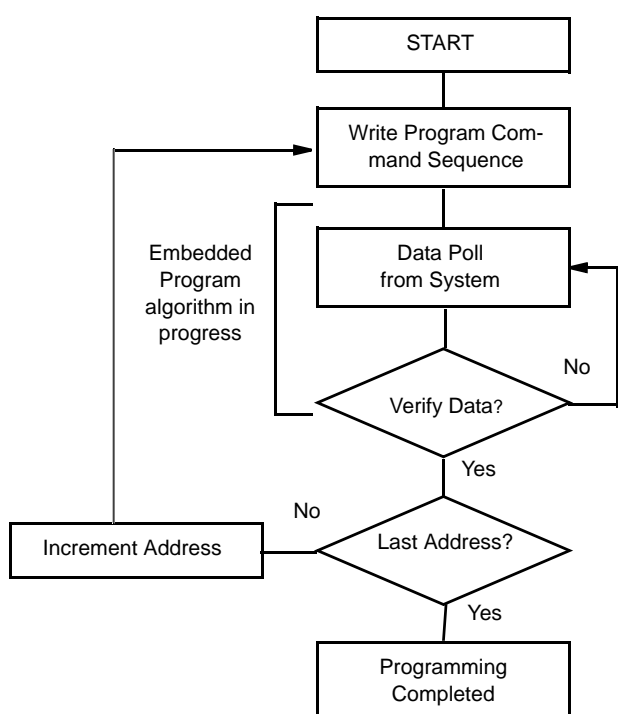 START
Write Program Com-
mand Sequence
Embedded
Program
algorithm in
progress
Data Poll
from System
No
Verify Data?
Yes
No
Increment Address
Last Address?
Yes
Programming
Completed